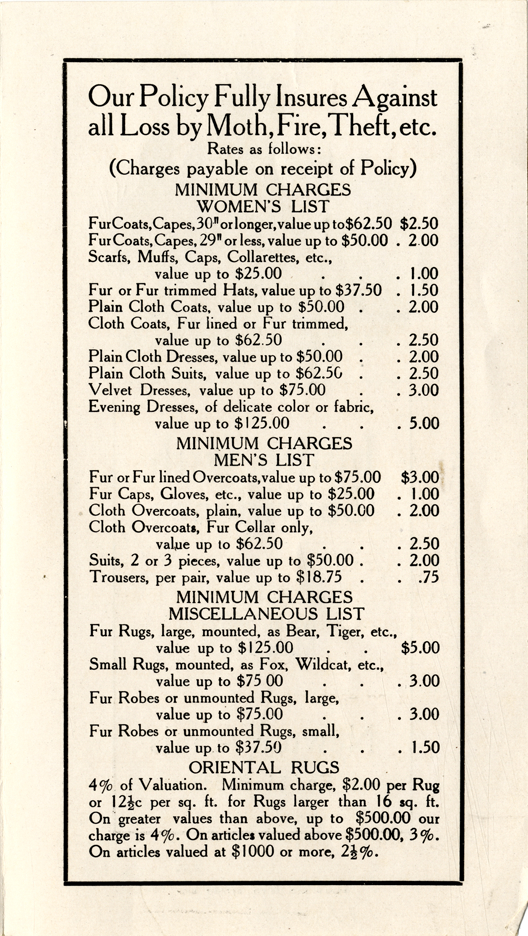 Our Policy Fully Insures Against
all Loss by Moth, Fire, Theft, etc.
Rates as follows:
(Charges payable on receipt of Policy)
MINIMUM CHARGES
WOMEN'S LIST
Fur Coats, Capes, 30" or longer, value up to $62.50 $2.50
Fur Coats, Capes, 29" or less, value up to $50.00 . 2.00
Scarfs, Muffs, Caps, Collarettes, etc.,
value up to $25.00 . . . 1.00
Fur or Fur trimmed Hats, value up to $37.50 . 1.50
Plain Cloth Coats, value up to $50.00 . . 2.00
Cloth Coats, Fur lined or Fur trimmed,
value up to $62.50 . . . 2.50
Plain Cloth Dresses, value up to $50.00 . . 2.00
Plain Cloth Suits, value up to $62.50 . . 2.50
Velvet Dresses, value up to $75.00 . . 3.00
Evening Dresses, of delicate color or fabric,
value up to $125.00 . . . 5.00
MINIMUM CHARGES
MEN'S LIST
Fur or Fur lined Overcoats, value up to $75.00 $3.00
Fur Caps, Gloves, etc., value up to $25.00 . 1.00
Cloth Overcoats, plain, value up to $50.00 . 2.00
Cloth Overcoats, Fur Collar only,
value up to $62.50 . . . 2.50
Suits, 2 or 3 pieces, value up to $50.00 . . 2.00
Trousers, per pair, value up to $18.75 . . .75
MINIMUM CHARGES
MISCELLANEOUS LIST
Fur Rugs, large, mounted, as Bear, Tiger, etc.,
value up to $125.00 . . $5.00
Small Rugs, mounted, as Fox, Wildcat, etc.,
value up to $75 00 . . . 3.00
Fur Robes or unmounted Rugs, large,
value up to $75.00 . . . 3.00
Fur Robes or unmounted Rugs, small,
value up to $37.50 . . . 1.50
ORIENTAL RUGS
4% of Valuation. Minimum charge, $2.00 per Rug
or 12½c per sq. ft. for Rugs larger than 16 sq. ft.
On greater values than above, up to $500.00 our
charge is 4%. On articles valued above $500.00, 3%.
On articles valued at $1000 or more, 2½%.